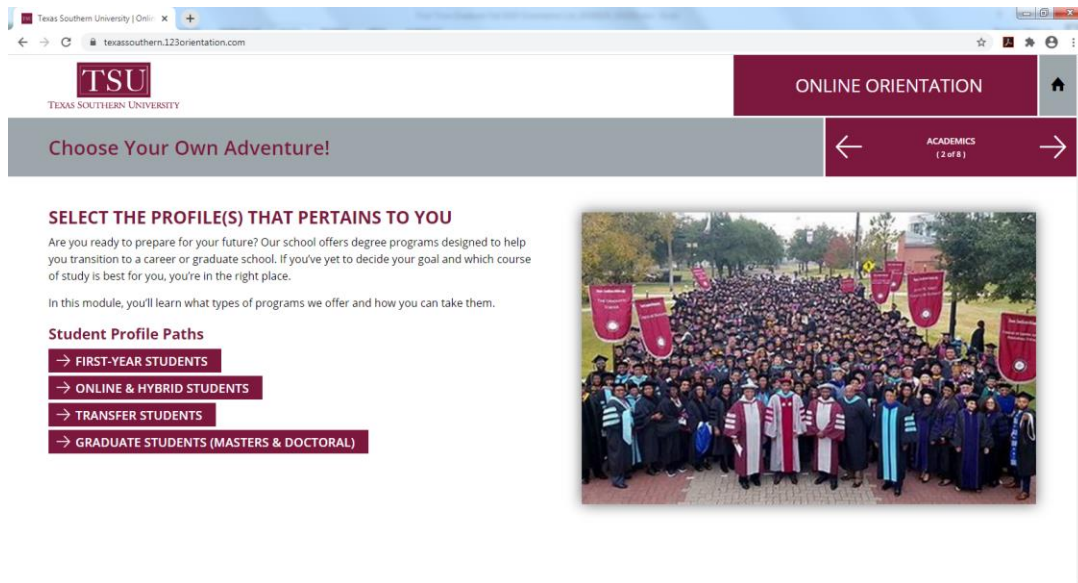 Texas Southern University | Onlin
texassouthern.123orientation.com
TSU
TEXAS SOUTHERN UNIVERSITY
ONLINE ORIENTATION
Choose Your Own Adventure!
ACADEMICS
( 2 of 8 )
SELECT THE PROFILE(S) THAT PERTAINS TO YOU
Are you ready to prepare for your future? Our school offers degree programs designed to help
you transition to a career or graduate school. If you've yet to decide your goal and which course
of study is best for you, you're in the right place.
In this module, you'll learn what types of programs we offer and how you can take them.
Student Profile Paths
→ FIRST-YEAR STUDENTS
→ ONLINE & HYBRID STUDENTS
→ TRANSFER STUDENTS
→ GRADUATE STUDENTS (MASTERS & DOCTORAL)